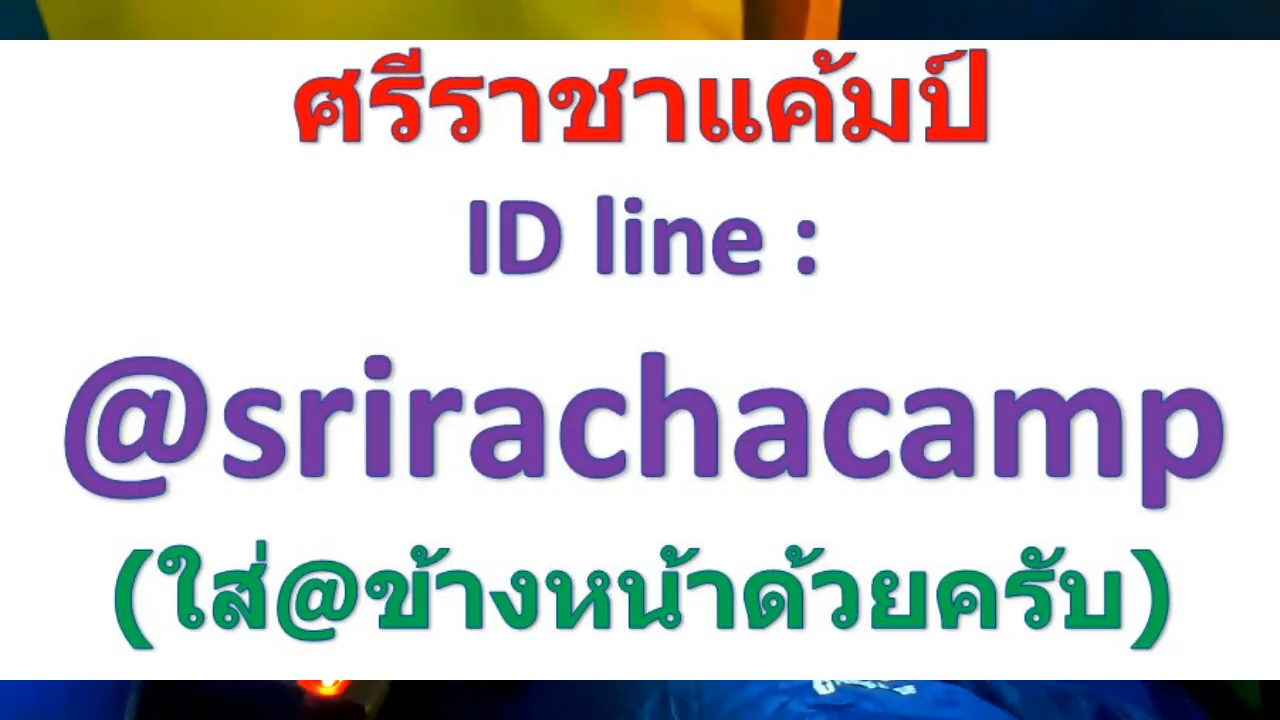 ศรีราชาแค้มป์
ID line :
@srirachacamp
(ใส่@ข้างหน้าด้วยครับ)